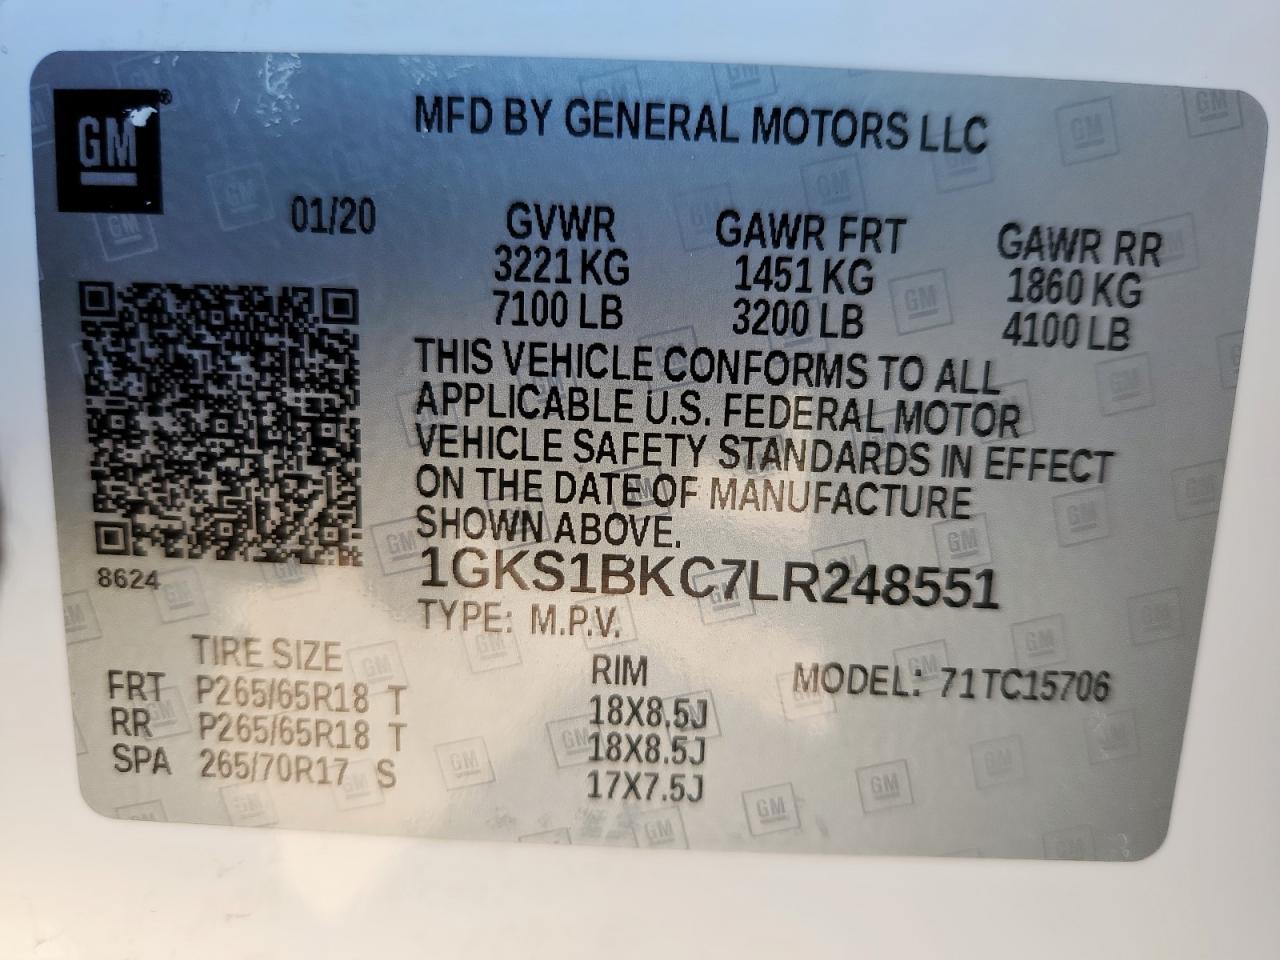 GM®
MFD BY GENERAL MOTORS LLC
01/20
GVWR
3221 KG
7100 LB
GAWR FRT
1451 KG
3200 LB
GAWR RR
1860 KG
4100 LB
THIS VEHICLE CONFORMS TO ALL
APPLICABLE U.S. FEDERAL MOTOR
VEHICLE SAFETY STANDARDS IN EFFECT
ON THE DATE OF MANUFACTURE
SHOWN ABOVE.
1GKS1BKC7LR248551
TYPE: M.P.V.
8624
TIRE SIZE RIM MODEL: 71TC15706
FRT P265/65R18 T 18X8.5J
RR P265/65R18 T 18X8.5J
SPA 265/70R17 S 17X7.5J